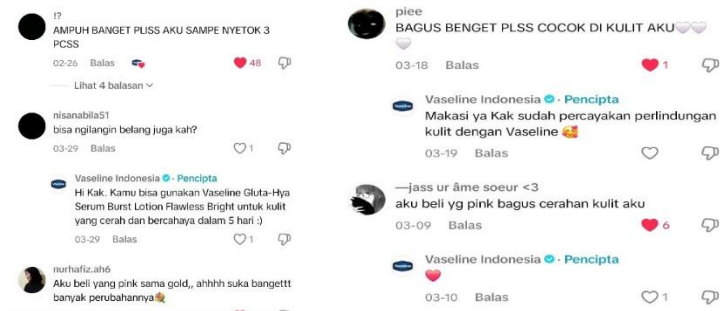 !?
AMPUH BANGET PLISS AKU SAMPE NYETOK 3
PCSS
02-26 Balas 48
Lihat 4 balasan
nisanabila51
bisa ngilangin belang juga kah?
03-29 Balas 1
Vaseline Indonesia · Pencipta
Hi Kak. Kamu bisa gunakan Vaseline Gluta-Hya
Serum Burst Lotion Flawless Bright untuk kulit
yang cerah dan bercahaya dalam 5 hari :)
03-29 Balas 1
nurhafiz.ah6
Aku beli yang pink sama gold,, ahhhh suka bangettt
banyak perubahannya💐
piee
BAGUS BENGET PLSS COCOK DI KULIT AKU🤍🤍
🤍
03-18 Balas 1
Vaseline Indonesia · Pencipta
Makasi ya Kak sudah percayakan perlindungan
kulit dengan Vaseline 🥰
03-19 Balas
—jass ur âme soeur <3
aku beli yg pink bagus cerahan kulit aku
03-09 Balas 6
Vaseline Indonesia · Pencipta
❤️
03-10 Balas 1